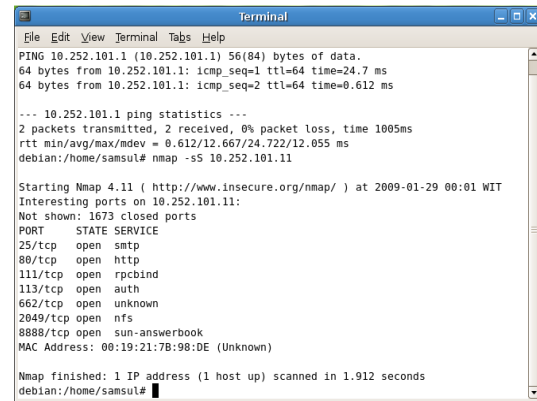 Terminal
File Edit View Terminal Tabs Help
PING 10.252.101.1 (10.252.101.1) 56(84) bytes of data.
64 bytes from 10.252.101.1: icmp_seq=1 ttl=64 time=24.7 ms
64 bytes from 10.252.101.1: icmp_seq=2 ttl=64 time=0.612 ms

--- 10.252.101.1 ping statistics ---
2 packets transmitted, 2 received, 0% packet loss, time 1005ms
rtt min/avg/max/mdev = 0.612/12.667/24.722/12.055 ms
debian:/home/samsul# nmap -sS 10.252.101.11

Starting Nmap 4.11 ( http://www.insecure.org/nmap/ ) at 2009-01-29 00:01 WIT
Interesting ports on 10.252.101.11:
Not shown: 1673 closed ports
PORT     STATE SERVICE
25/tcp   open  smtp
80/tcp   open  http
111/tcp  open  rpcbind
113/tcp  open  auth
662/tcp  open  unknown
2049/tcp open  nfs
8888/tcp open  sun-answerbook
MAC Address: 00:19:21:7B:98:DE (Unknown)

Nmap finished: 1 IP address (1 host up) scanned in 1.912 seconds
debian:/home/samsul#